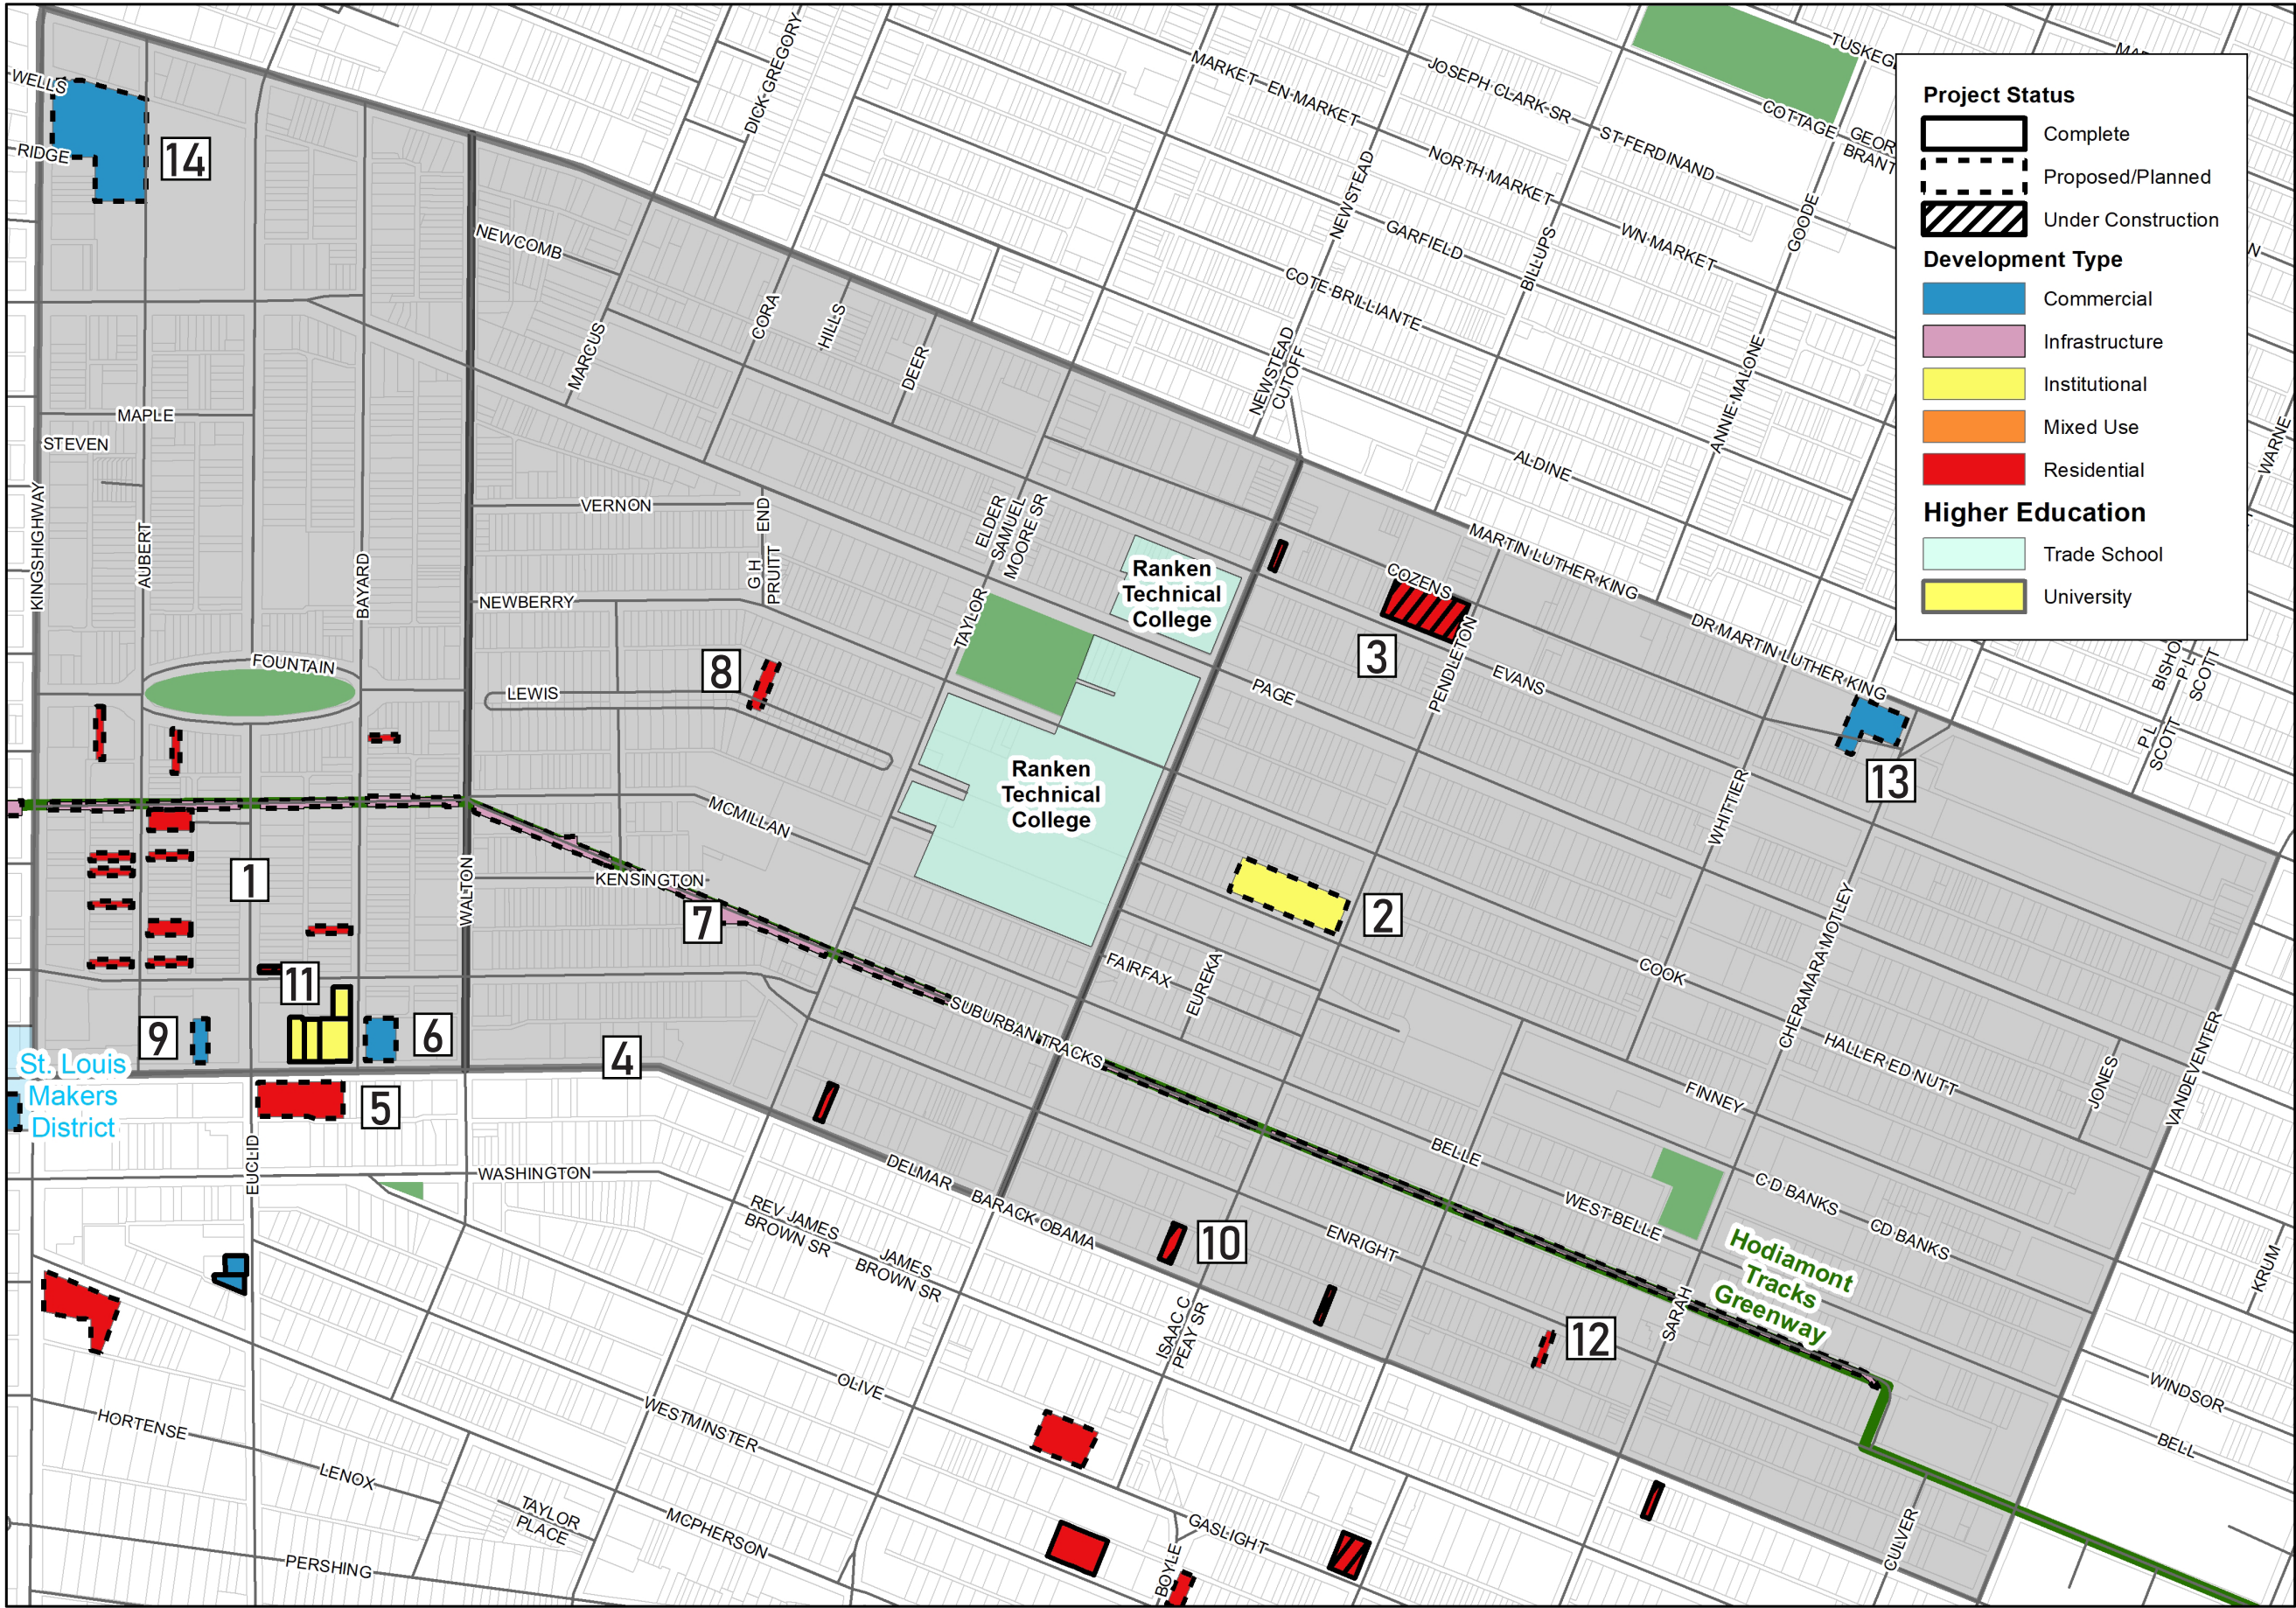 WELLS
RIDGE
14
DICK GREGORY
MARKET
EN MARKET
JOSEPH CLARK SR
ST FERDINAND
NORTH MARKET
WN MARKET
GARFIELD
COTE BRILLIANTE
NEWSTEAD
BILLUPS
GOODE
COTTAGE
Project Status
Complete
Proposed/Planned
Under Construction
Development Type
Commercial
Infrastructure
Institutional
Mixed Use
Residential
Higher Education
Trade School
University
NEWCOMB
MARCUS
CORA
HILLS
DEER
NEWSTEAD
CUTOFF
ANNIE MALONE
ALDINE
WARNE
MAPLE
STEVEN
KINGSHIGHWAY
AUBERT
BAYARD
VERNON
END
G H
PRUITT
NEWBERRY
ELDER
SAMUEL
MOORE SR
TAYLOR
Ranken
Technical
College
COZENS
MARTIN LUTHER KING
DR MARTIN LUTHER KING
3
PENDLETON
EVANS
PAGE
FOUNTAIN
LEWIS
8
Ranken
Technical
College
13
P L
SCOTT
P L
SCOTT
WHITTIER
MCMILLAN
KENSINGTON
WALTON
1
7
2
CHERAMARA MOTLEY
COOK
FAIRFAX
EUREKA
11
9
6
4
5
SUBURBAN TRACKS
HALLER ED NUTT
FINNEY
JONES
VANDEVENTER
St. Louis
Makers
District
EUCLID
WASHINGTON
DELMAR
BARACK OBAMA
REV JAMES
BROWN SR
JAMES
BROWN SR
BELLE
WEST BELLE
C D BANKS
CD BANKS
10
ENRIGHT
ISAAC C
PEAY SR
12
SARAH
Hodiamont
Tracks
Greenway
KRUM
WINDSOR
BELL
OLIVE
WESTMINSTER
HORTENSE
LENOX
TAYLOR
PLACE
MCPHERSON
PERSHING
GASLIGHT
BOYLE
CULVER